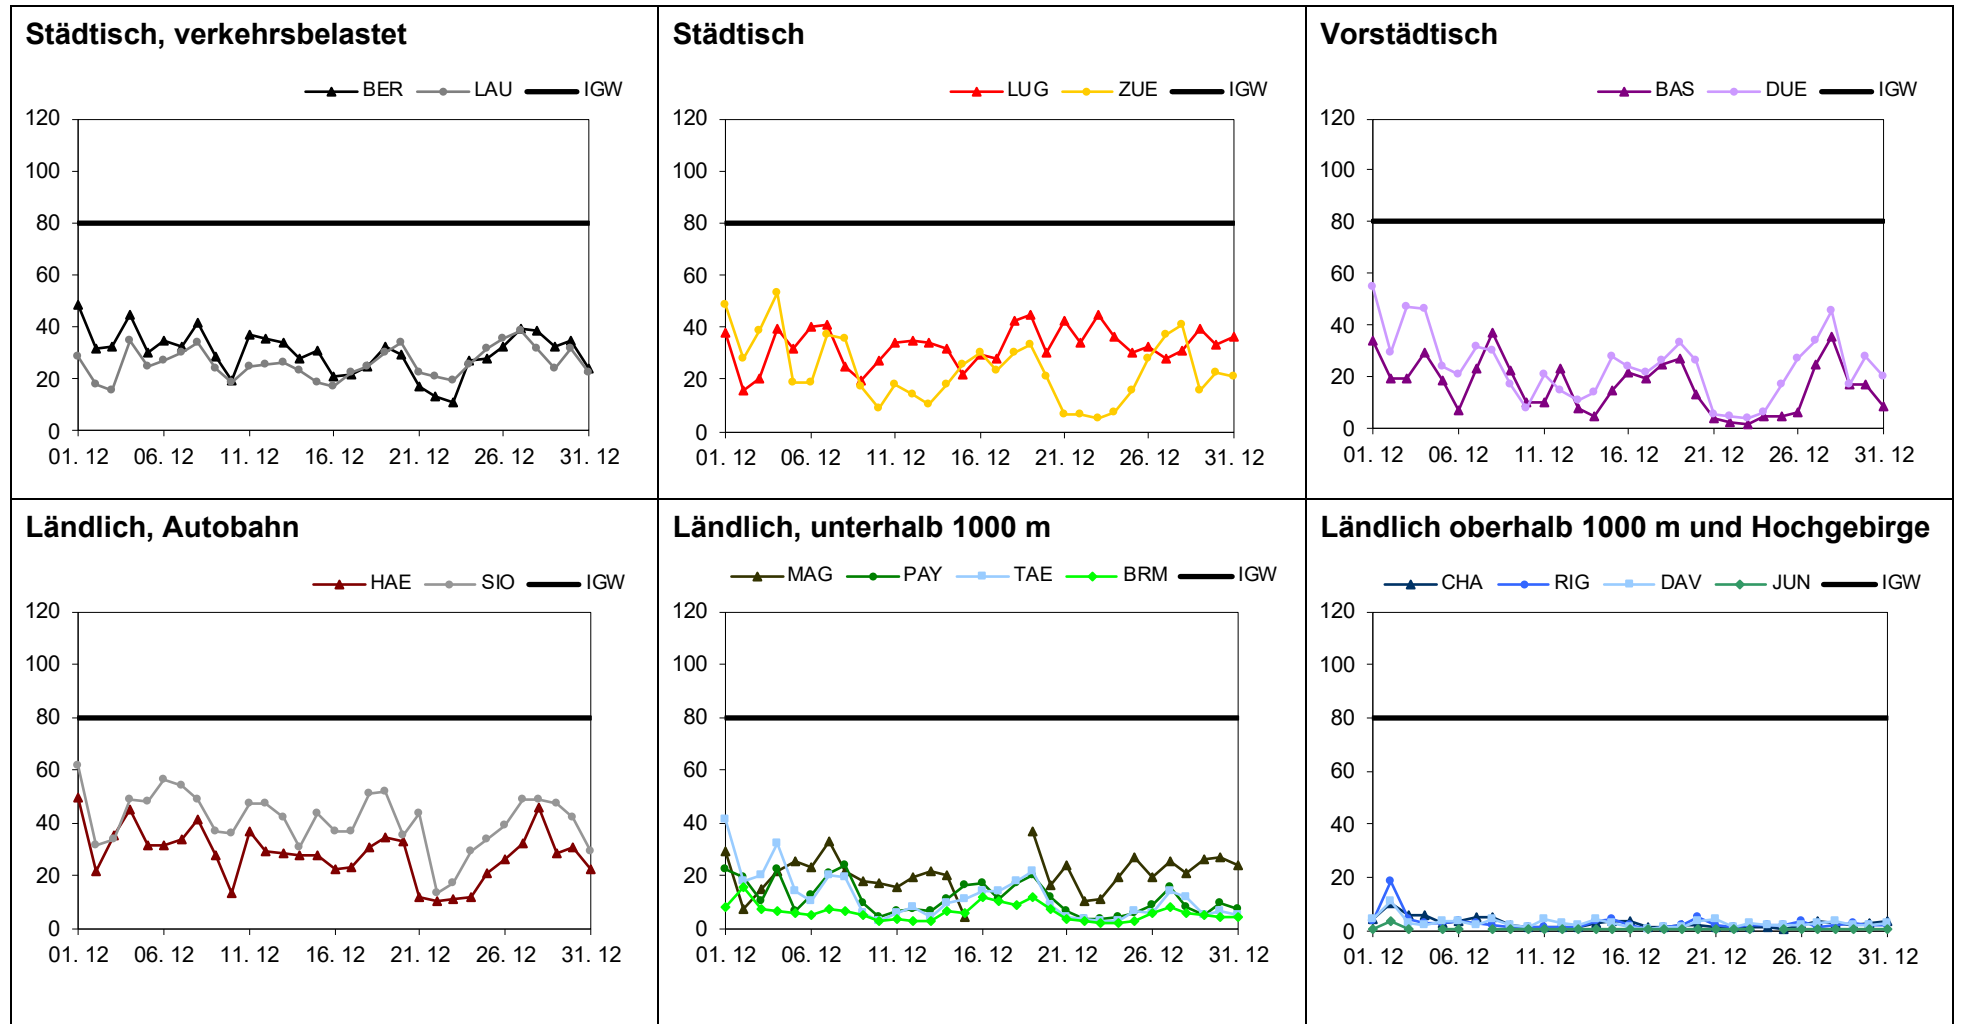 Städtisch, verkehrsbelastet
BER LAU IGW
120
100
80
60
40
20
0
01. 12 06. 12 11. 12 16. 12 21. 12 26. 12 31. 12
Städtisch
LUG ZUE IGW
120
100
80
60
40
20
0
01. 12 06. 12 11. 12 16. 12 21. 12 26. 12 31. 12
Vorstädtisch
BAS DUE IGW
120
100
80
60
40
20
0
01. 12 06. 12 11. 12 16. 12 21. 12 26. 12 31. 12
Ländlich, Autobahn
HAE SIO IGW
120
100
80
60
40
20
0
01. 12 06. 12 11. 12 16. 12 21. 12 26. 12 31. 12
Ländlich, unterhalb 1000 m
MAG PAY TAE BRM IGW
120
100
80
60
40
20
0
01. 12 06. 12 11. 12 16. 12 21. 12 26. 12 31. 12
Ländlich oberhalb 1000 m und Hochgebirge
CHA RIG DAV JUN IGW
120
100
80
60
40
20
0
01. 12 06. 12 11. 12 16. 12 21. 12 26. 12 31. 12